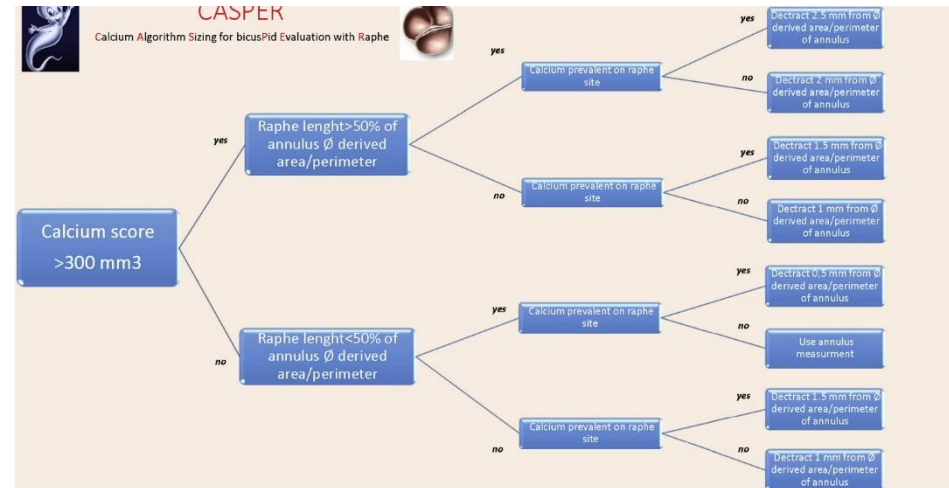 CASPER
Calcium Algorithm Sizing for bicusPid Evaluation with Raphe
Calcium score
>300 mm3
yes
no
Raphe lenght>50% of
annulus Ø derived
area/perimeter
yes
no
Raphe lenght<50% of
annulus Ø derived
area/perimeter
yes
no
Calcium prevalent on raphe
site
yes
no
Calcium prevalent on raphe
site
yes
no
Calcium prevalent on raphe
site
yes
no
Calcium prevalent on raphe
site
yes
no
Dectract 2.5 mm from Ø
derived area/perimeter
of annulus
Dectract 2 mm from Ø
derived area/perimeter
of annulus
Dectract 1.5 mm from Ø
derived area/perimeter
of annulus
Dectract 1 mm from Ø
derived area/perimeter
of annulus
Dectract 0,5 mm from Ø
derived area/perimeter
of annulus
Use annulus
measurment
Dectract 1.5 mm from Ø
derived area/perimeter
of annulus
Dectract 1 mm from Ø
derived area/perimeter
of annulus